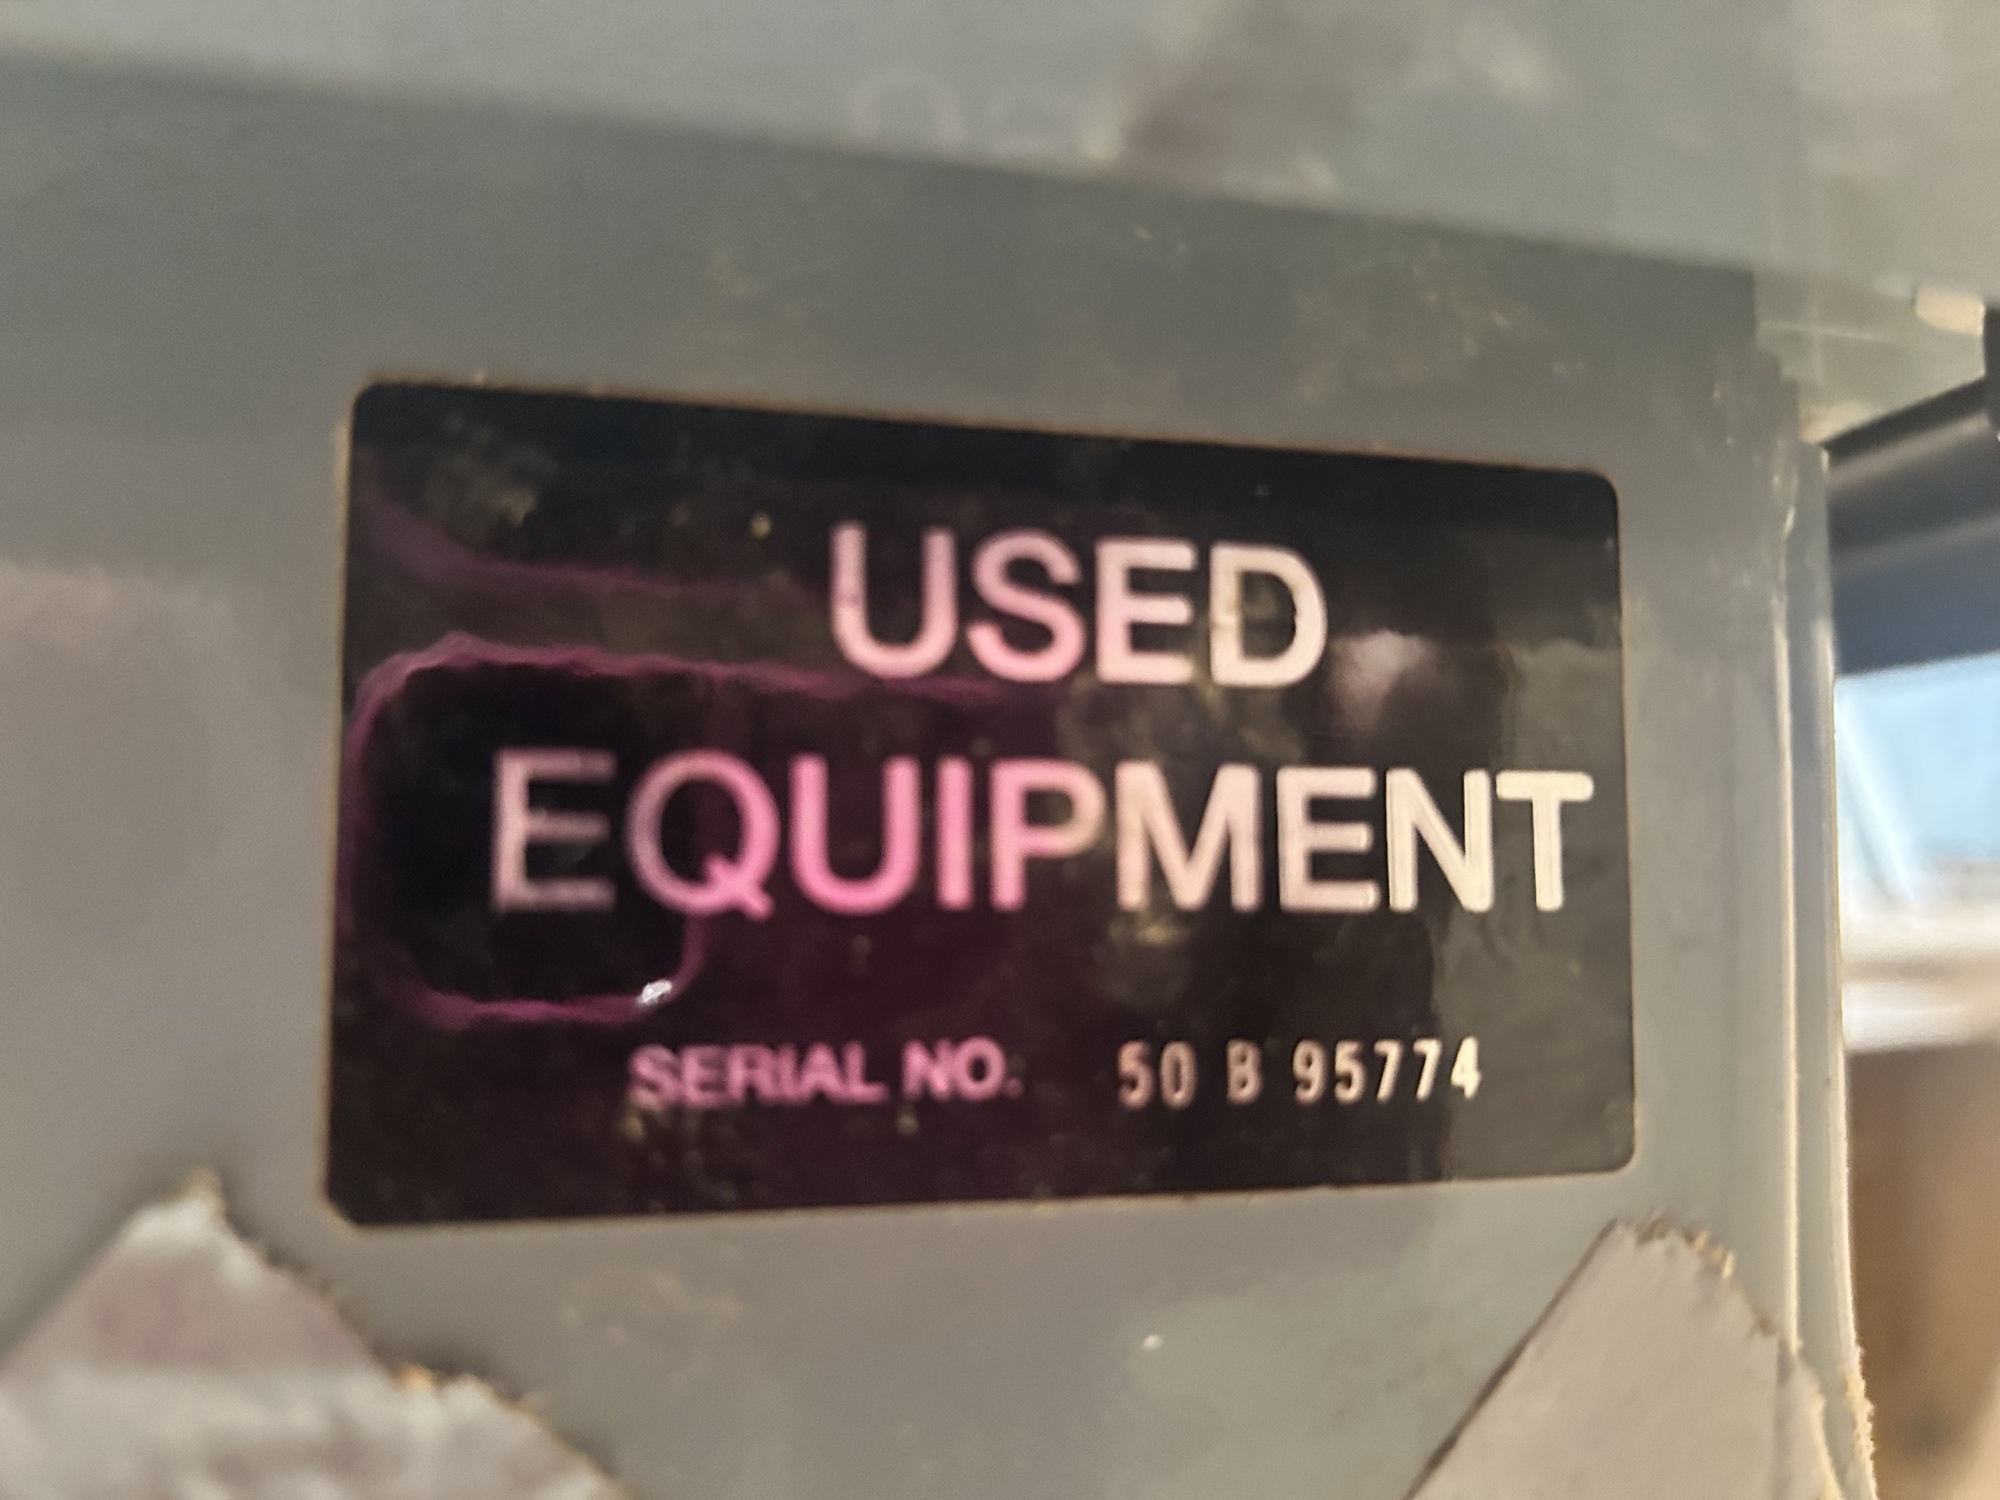 USED
EQUIPMENT
SERIAL NO. 50 B 95774